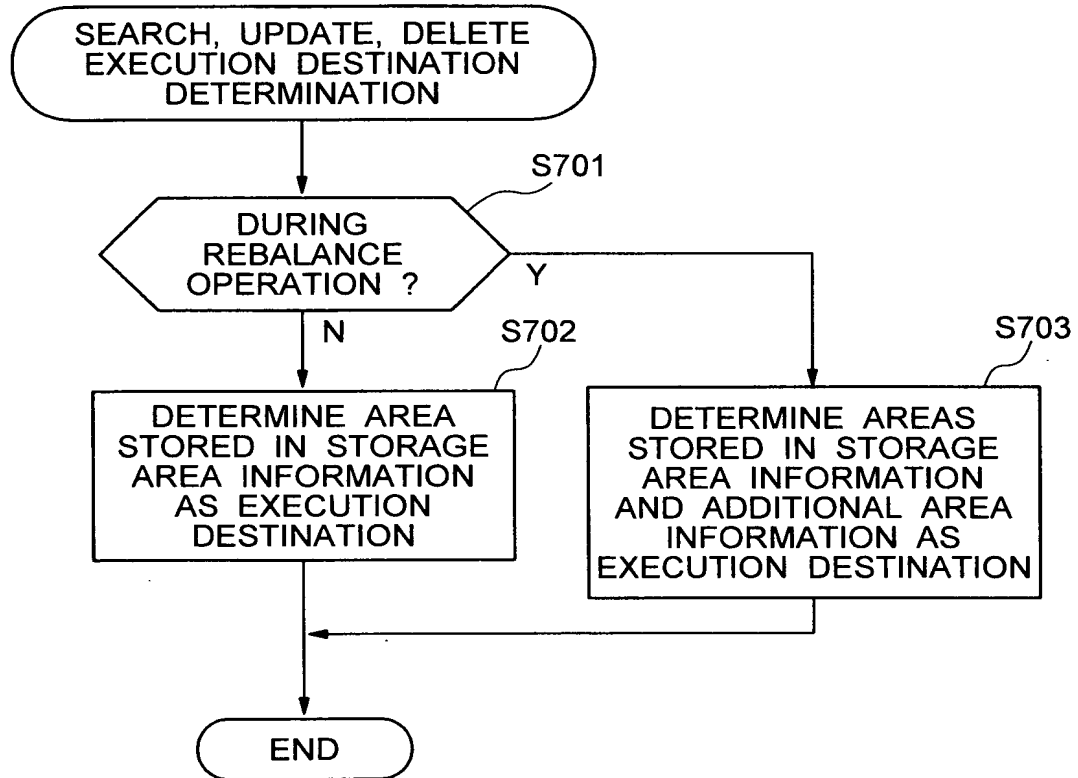 SEARCH, UPDATE, DELETE
EXECUTION DESTINATION
DETERMINATION
S701
DURING
REBALANCE
OPERATION ?
Y
N
S702
DETERMINE AREA
STORED IN STORAGE
AREA INFORMATION
AS EXECUTION
DESTINATION
S703
DETERMINE AREAS
STORED IN STORAGE
AREA INFORMATION
AND ADDITIONAL AREA
INFORMATION AS
EXECUTION DESTINATION
END